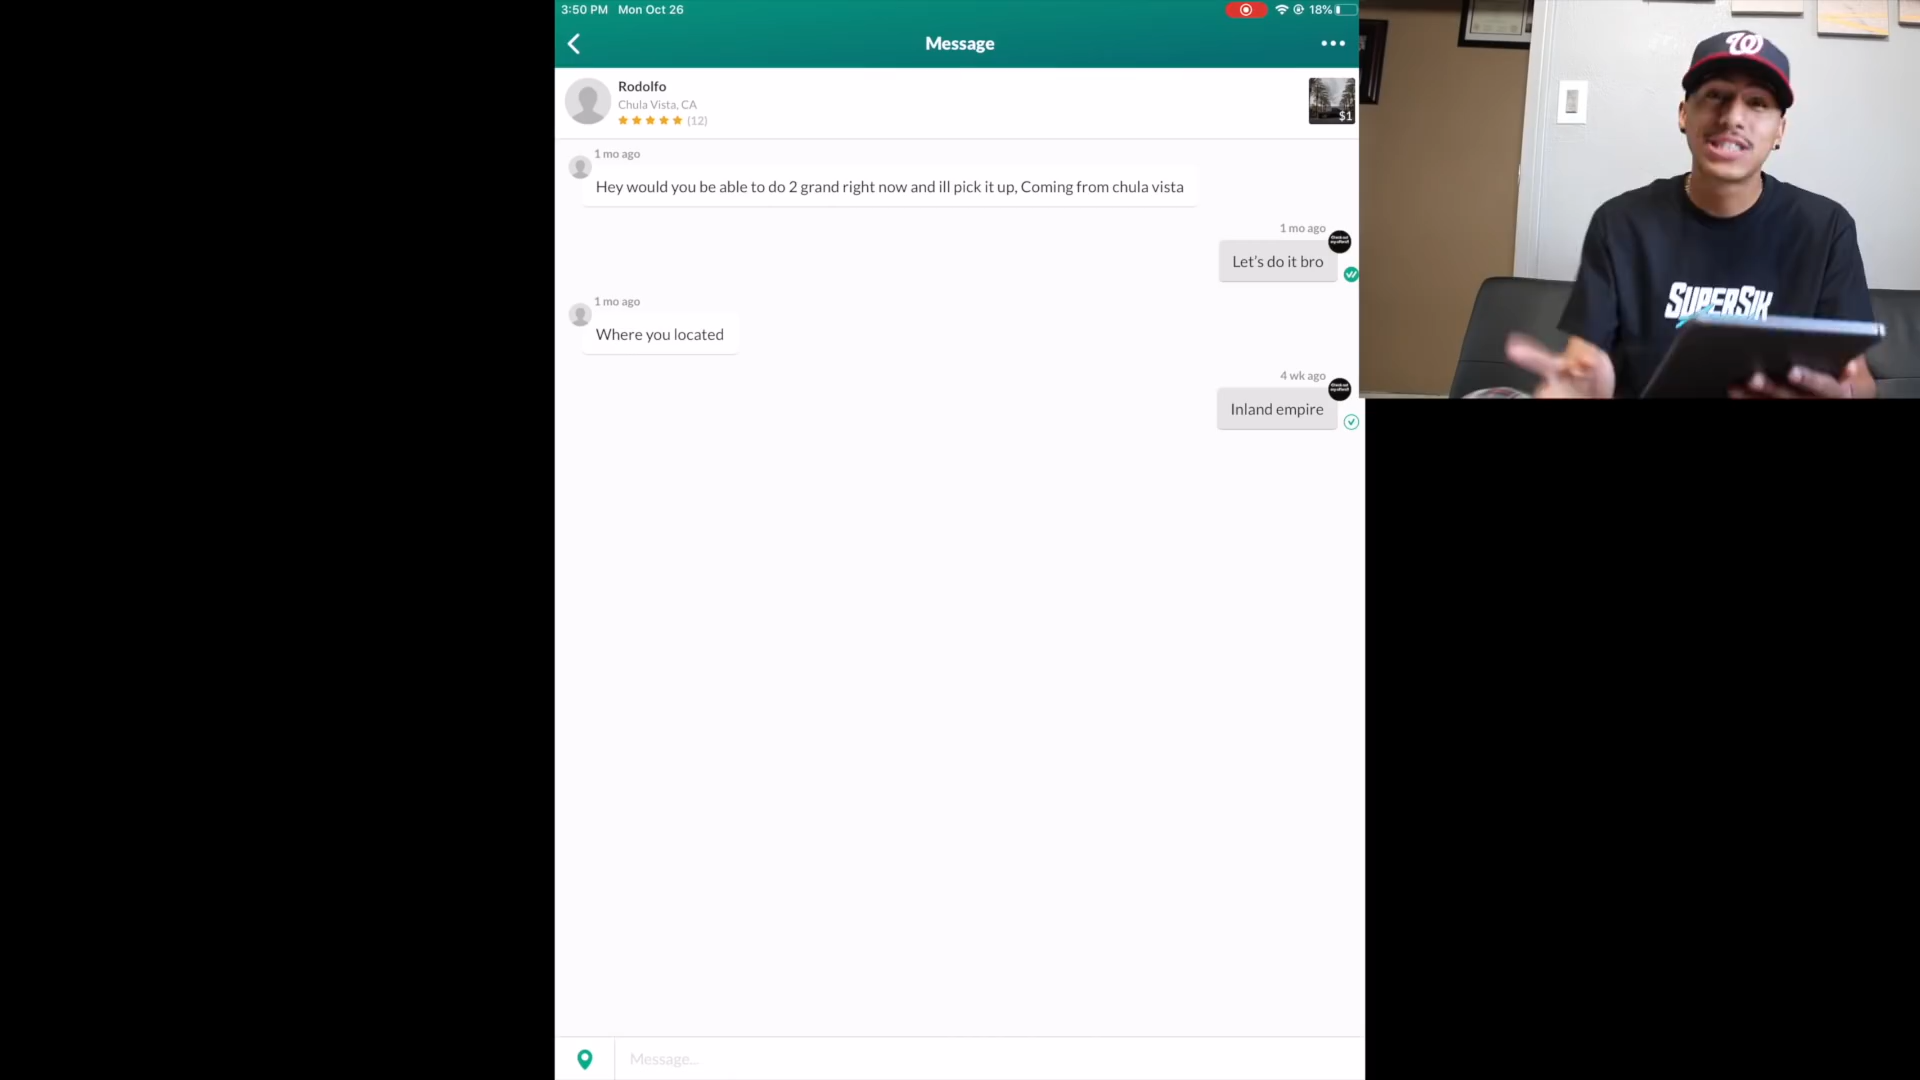 3:50 PM Mon Oct 26
18%
Message
Rodolfo
Chula Vista, CA
(12)
$1
1 mo ago
Hey would you be able to do 2 grand right now and ill pick it up, Coming from chula vista
1 mo ago
Let's do it bro
1 mo ago
Where you located
4 wk ago
Inland empire
Message...
W
SUPERSIK